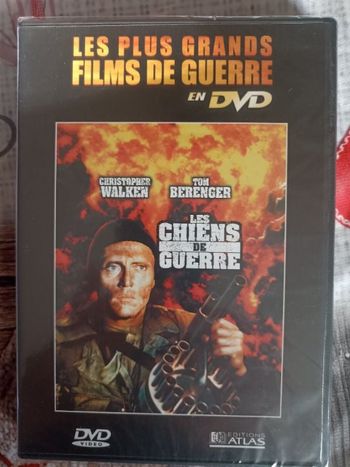 LES PLUS GRANDS
FILMS DE GUERRE
EN DVD
CHRISTOPHER TOM
WALKEN BERENGER
LES
CHIENS
DE
GUERRE
DVD
VIDEO
EDITIONS
ATLAS